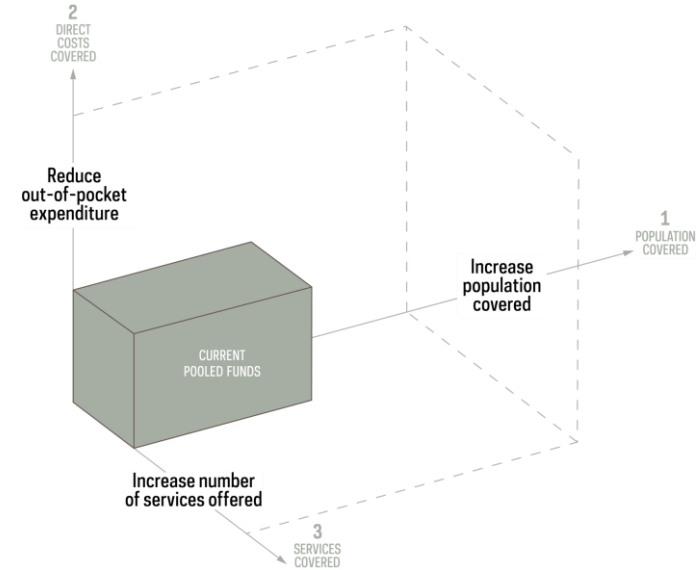 2
DIRECT
COSTS
COVERED
Reduce
out-of-pocket
expenditure
1
POPULATION
COVERED
Increase
population
covered
CURRENT
POOLED FUNDS
Increase number
of services offered
3
SERVICES
COVERED